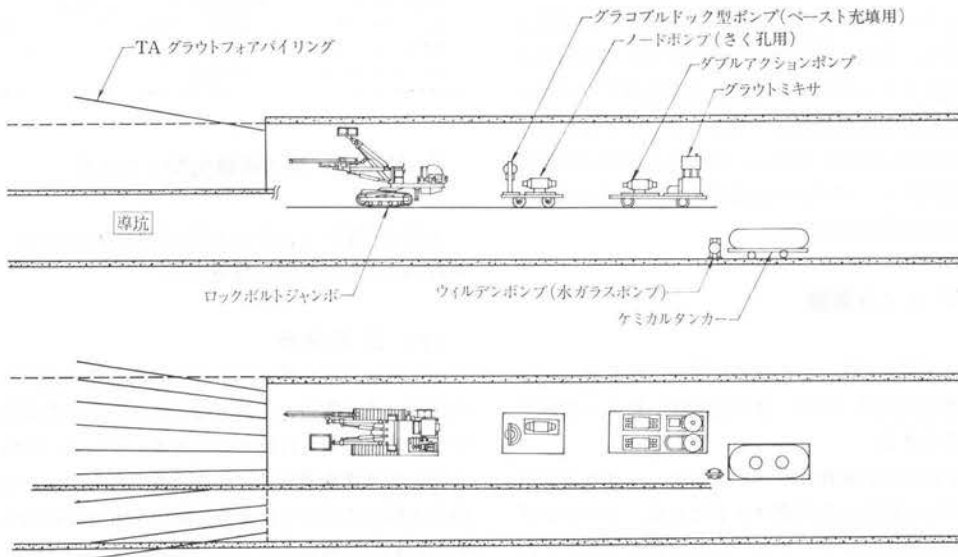 グラコブルドック型ポンプ(ペースト充填用)
ノードポンプ(さく孔用)
TA グラウトフォアパイリング
ダブルアクションポンプ
グラウトミキサ
導坑
ロックボルトジャンボ
ウィルデンポンプ(水ガラスポンプ)
ケミカルタンカー